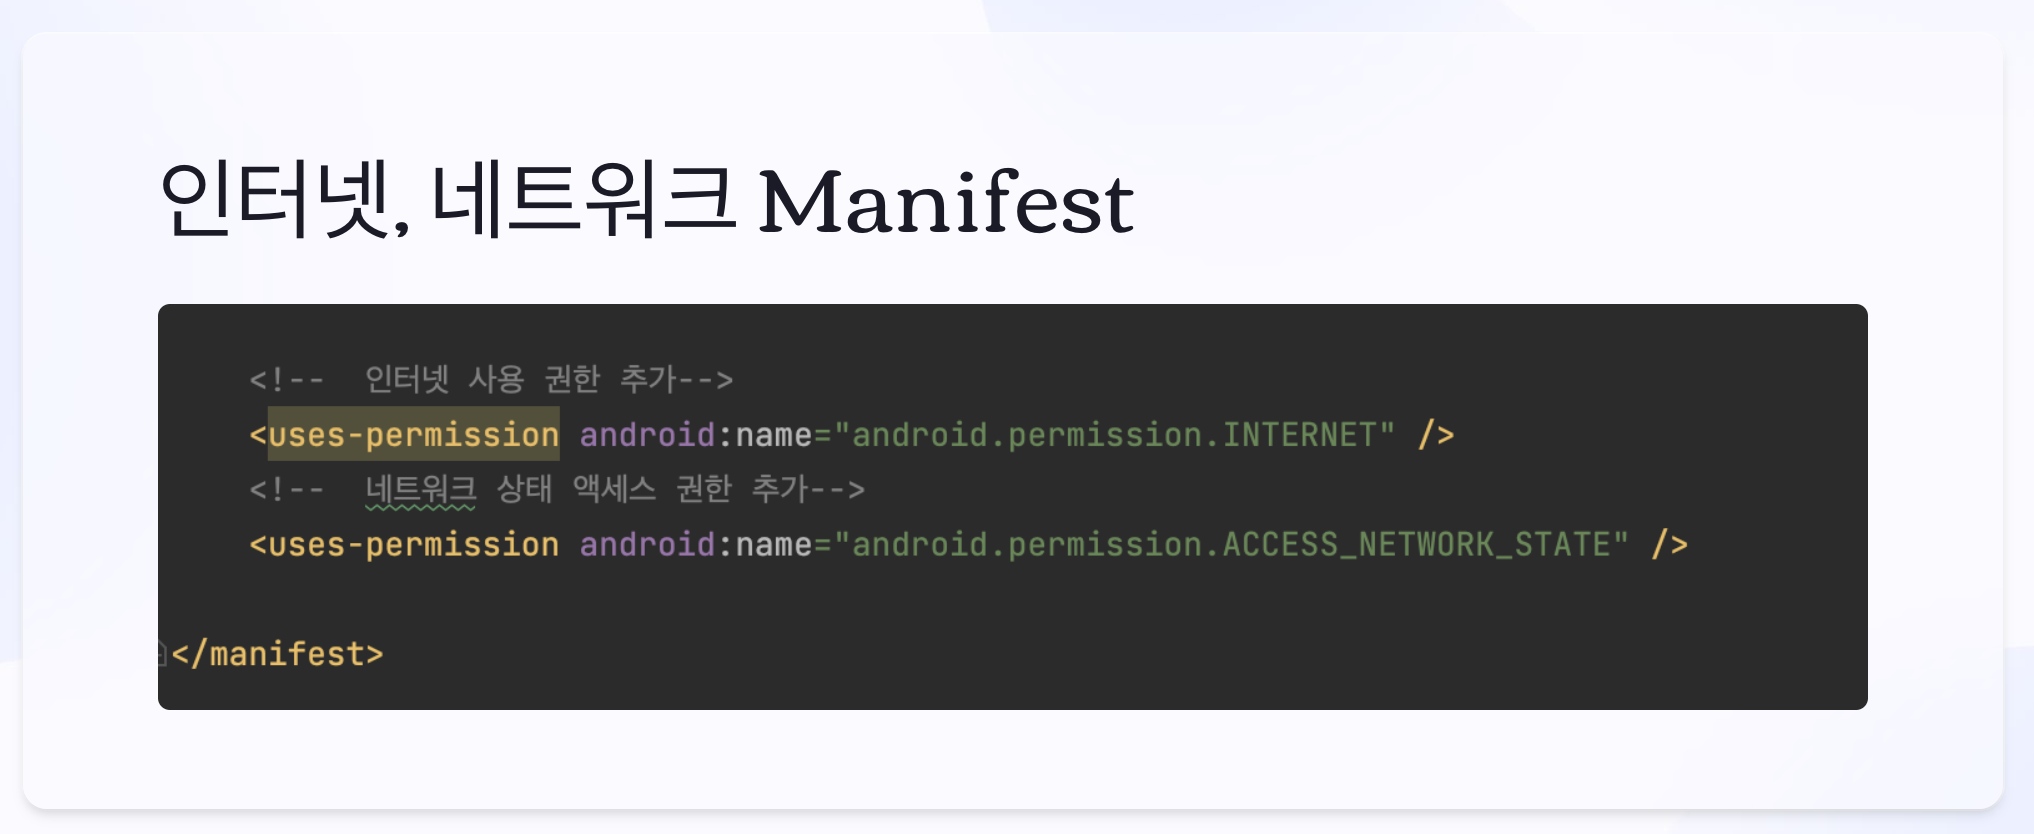 인터넷, 네트워크 Manifest
<!--  인터넷 사용 권한 추가-->
<uses-permission android:name="android.permission.INTERNET" />
<!--  네트워크 상태 액세스 권한 추가-->
<uses-permission android:name="android.permission.ACCESS_NETWORK_STATE" />
</manifest>